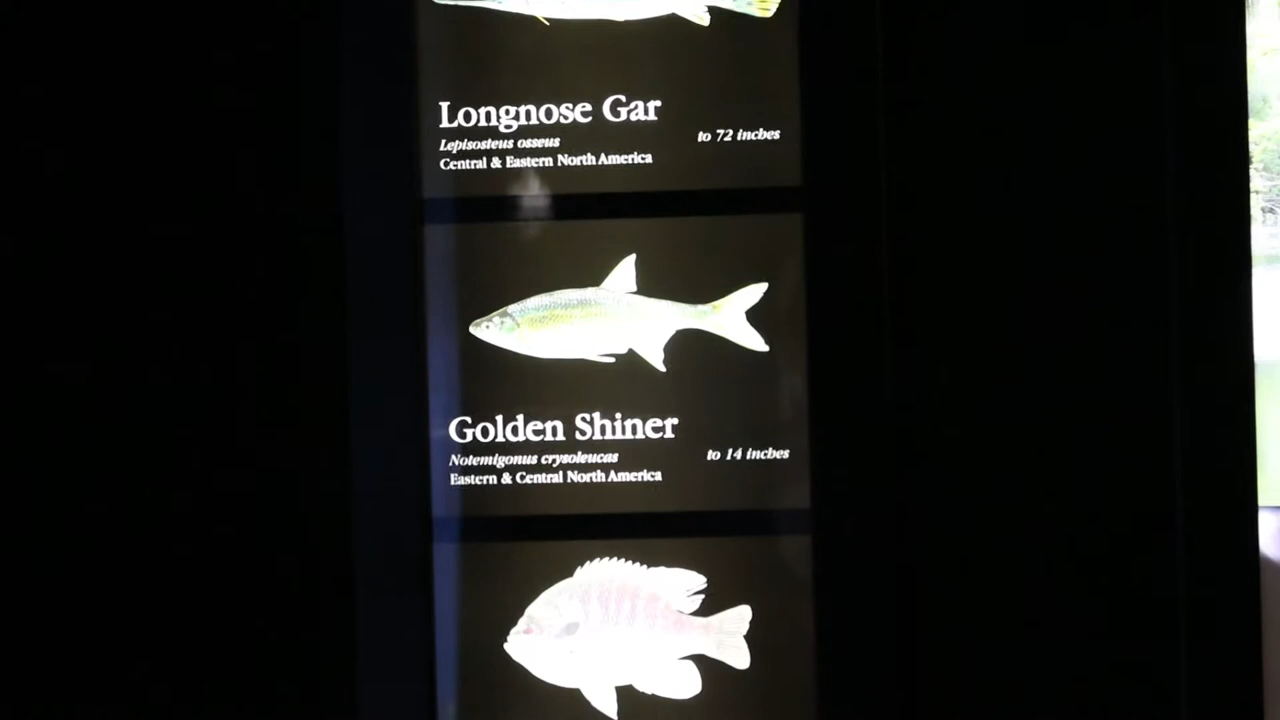 Longnose Gar
Lepisosteus osseus
to 72 inches
Central & Eastern North America
Golden Shiner
Notemigonus crysoleucas
to 14 inches
Eastern & Central North America